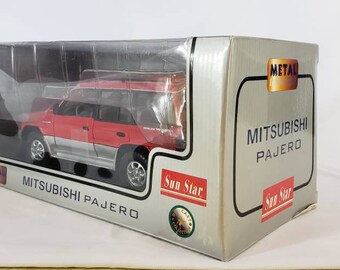 METAL
MITSUBISHI
PAJERO
Sun Star
MITSUBISHI PAJERO
Sun Star